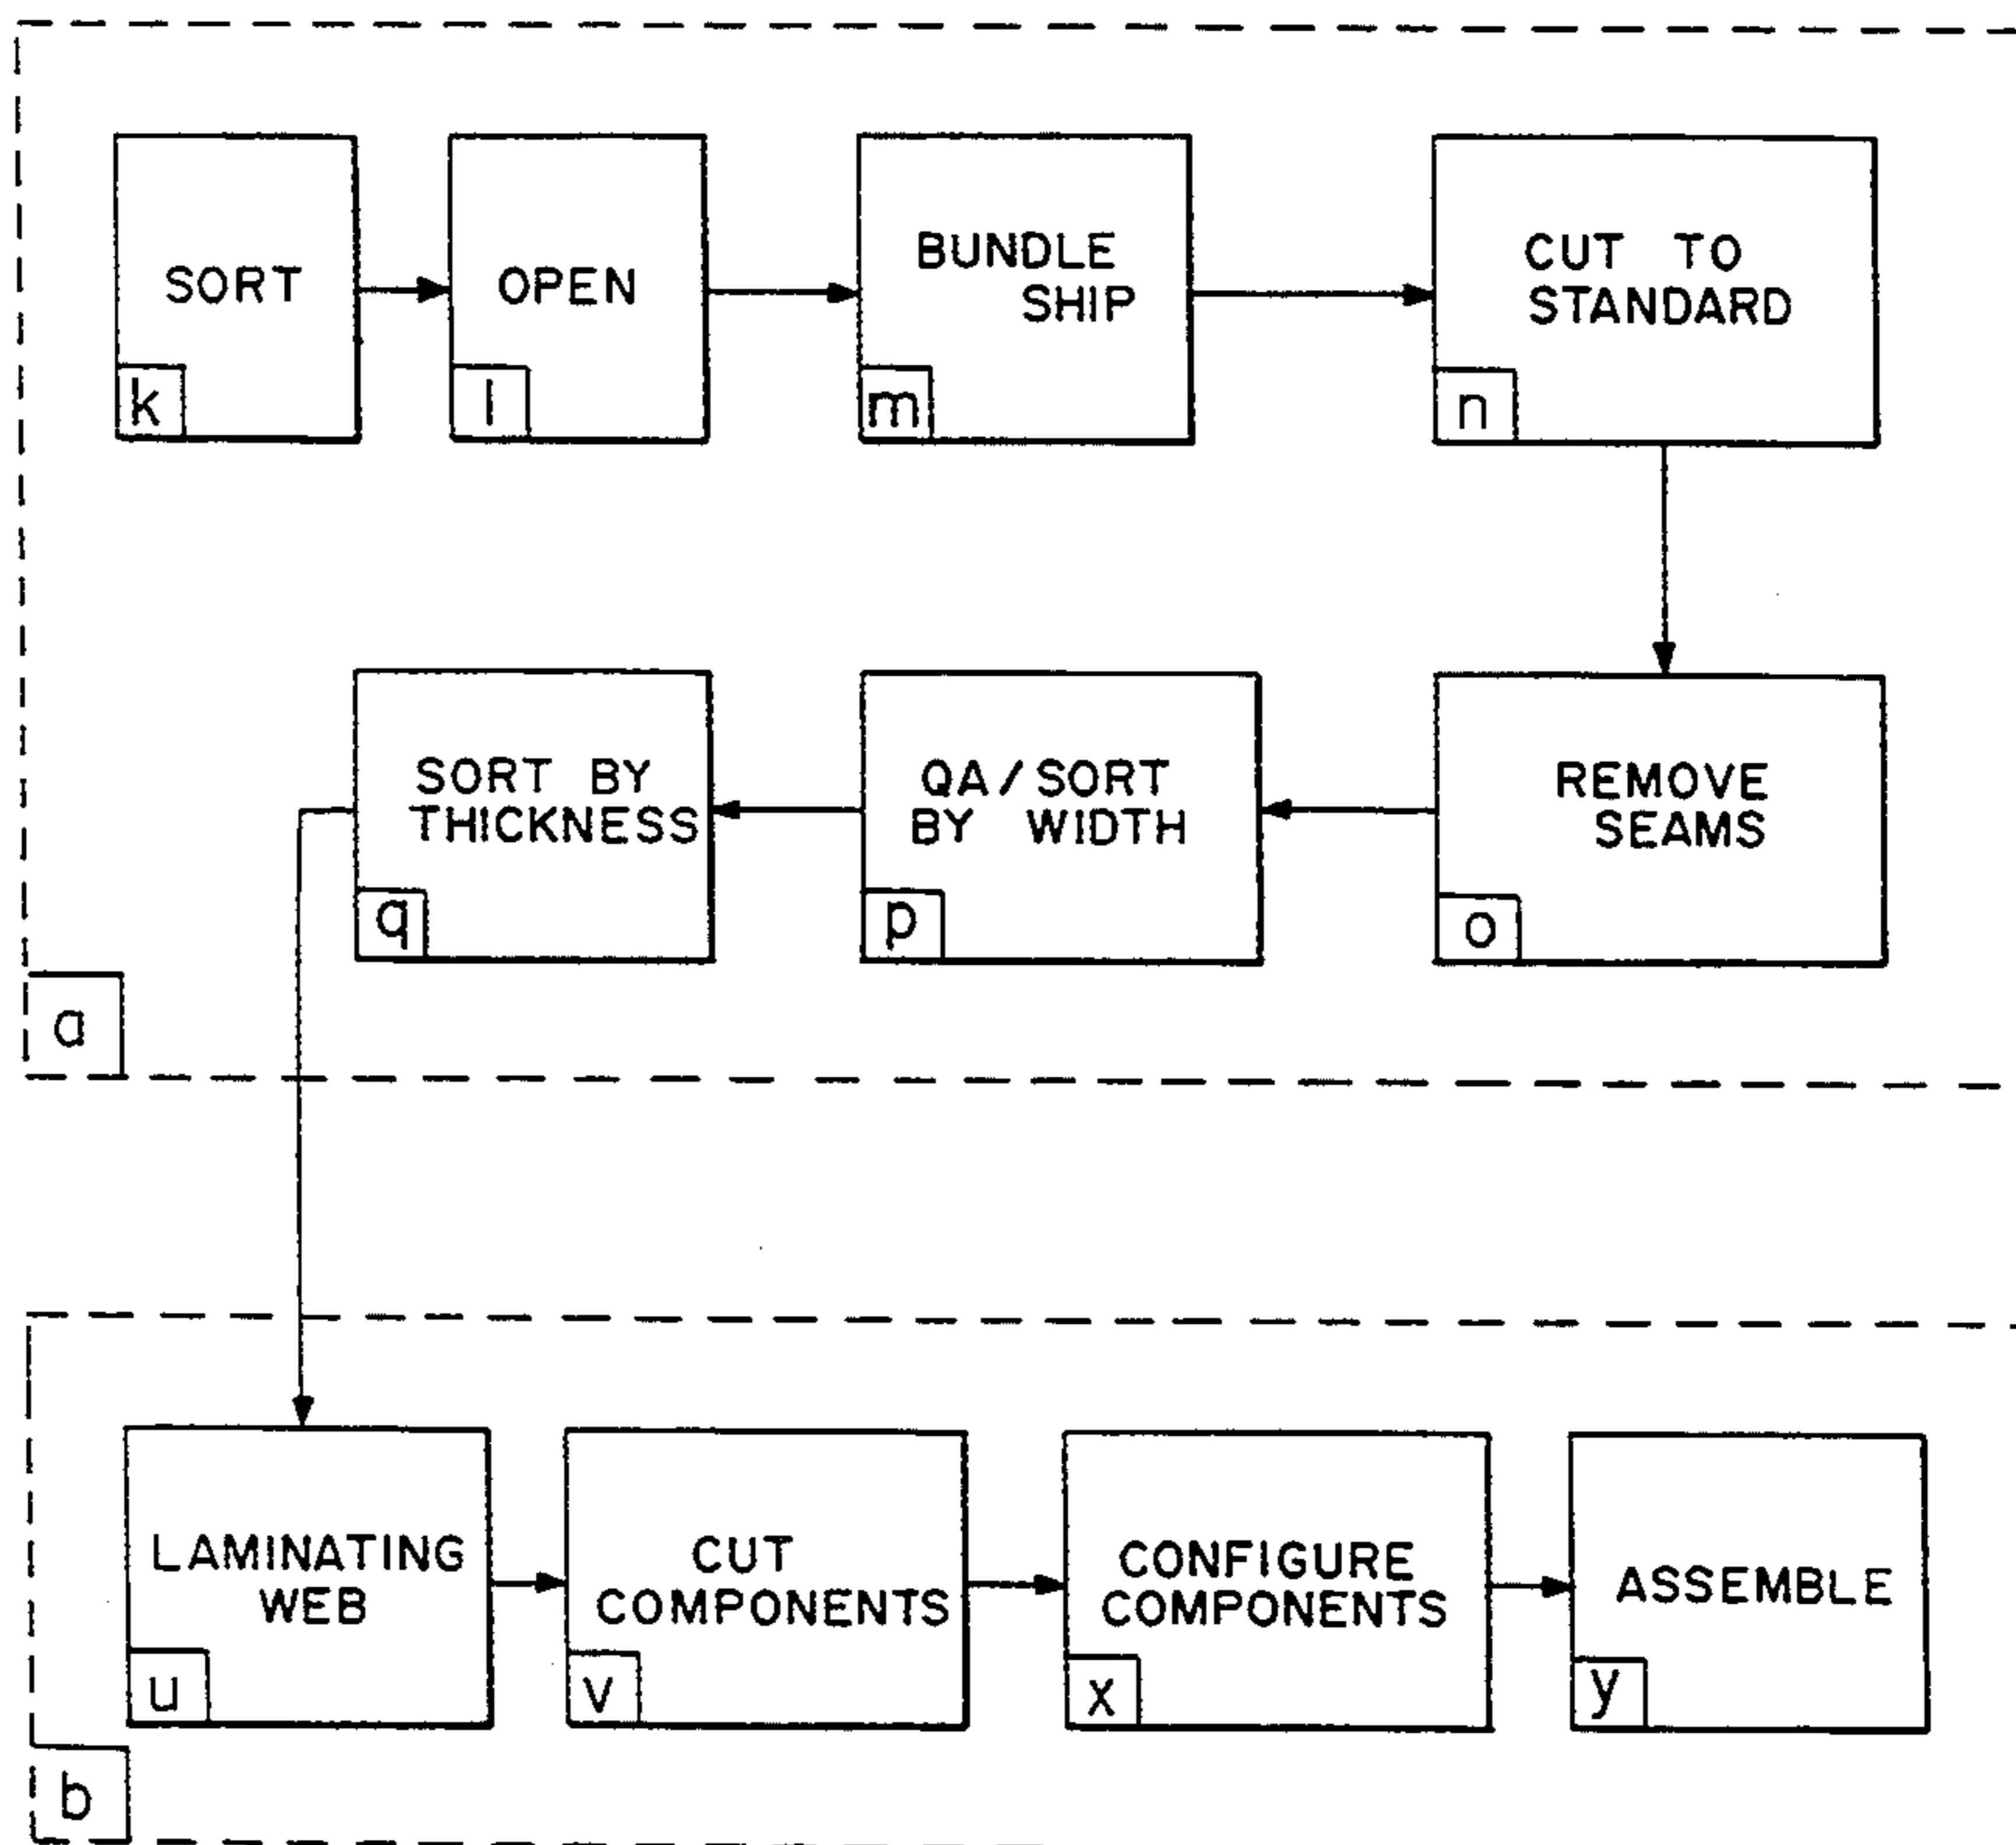 SORT
k
OPEN
l
BUNDLE
SHIP
m
CUT TO
STANDARD
n
REMOVE
SEAMS
o
QA/SORT
BY WIDTH
p
SORT BY
THICKNESS
q
a
LAMINATING
WEB
u
CUT
COMPONENTS
v
CONFIGURE
COMPONENTS
x
ASSEMBLE
y
b